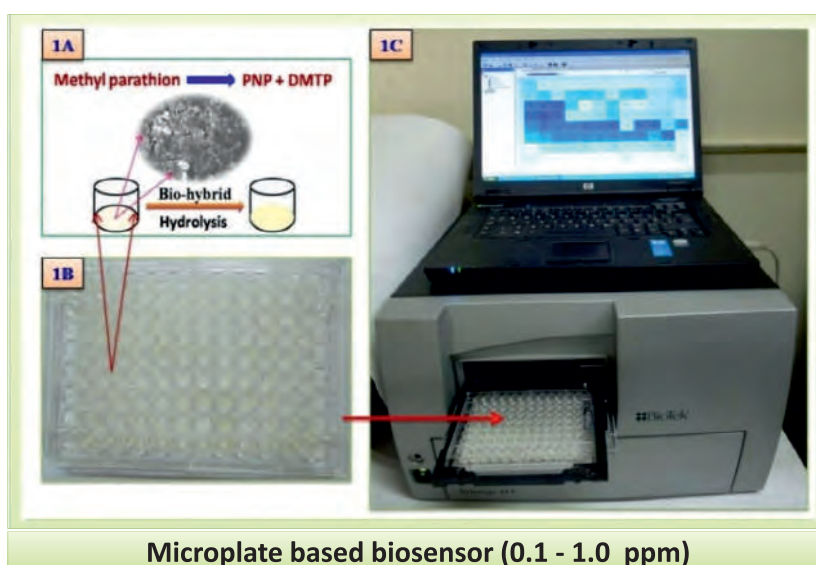 1A
Methyl parathion PNP + DMTP
Bio-hybrid
Hydrolysis
1B
1C
hp
BioTek
Microplate based biosensor (0.1 - 1.0 ppm)